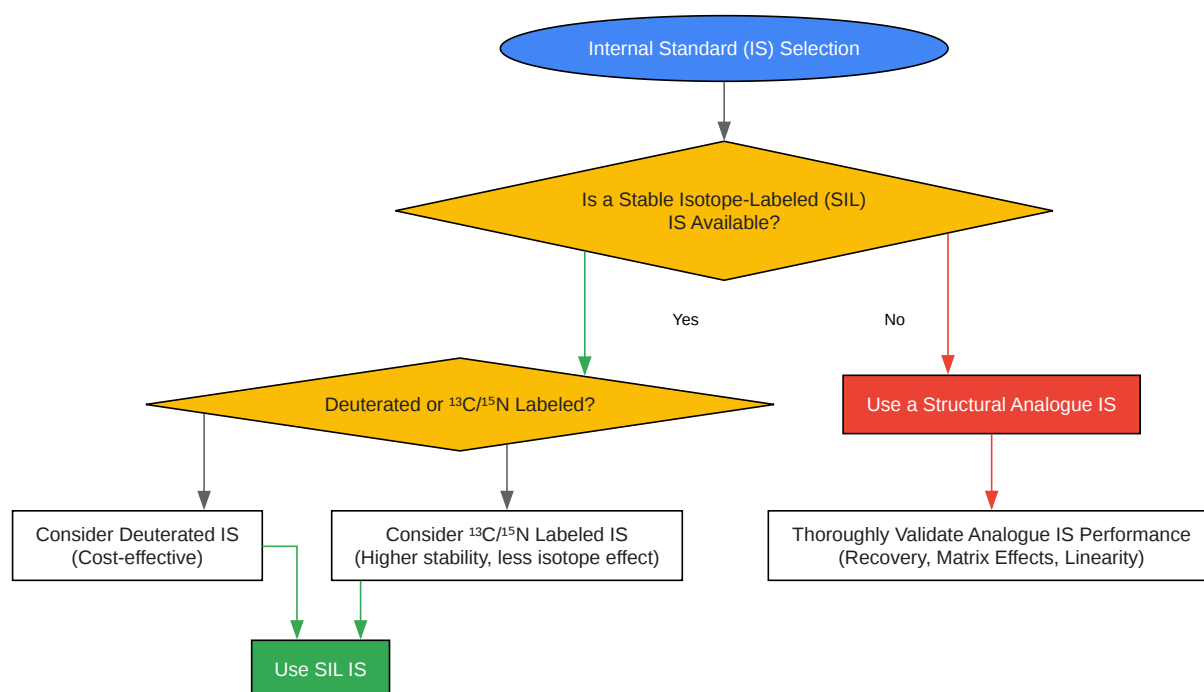 Internal Standard (IS) Selection
Is a Stable Isotope-Labeled (SIL)
IS Available?
Yes
No
Deuterated or ¹³C/¹⁵N Labeled?
Use a Structural Analogue IS
Consider Deuterated IS
(Cost-effective)
Consider ¹³C/¹⁵N Labeled IS
(Higher stability, less isotope effect)
Thoroughly Validate Analogue IS Performance
(Recovery, Matrix Effects, Linearity)
Use SIL IS